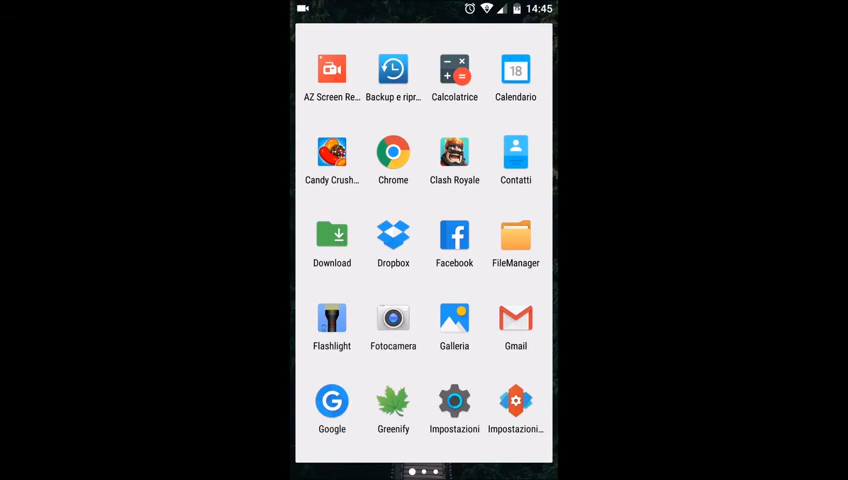 14:45
AZ Screen Re...
Backup e ripr...
Calcolatrice
18
Calendario
Candy Crush...
Chrome
Clash Royale
Contatti
Download
Dropbox
Facebook
FileManager
Flashlight
Fotocamera
Galleria
Gmail
Google
Greenify
Impostazioni
Impostazioni...